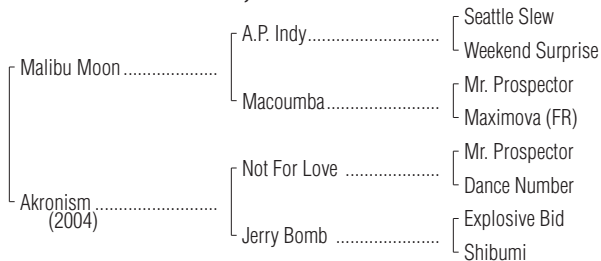 Seattle Slew
A.P. Indy..............................
Weekend Surprise
Malibu Moon .....................
Mr. Prospector
Macoumba..........................
Maximova (FR)
Mr. Prospector
Not For Love ......................
Dance Number
Akronism ...........................
(2004)
Explosive Bid
Jerry Bomb ........................
Shibumi